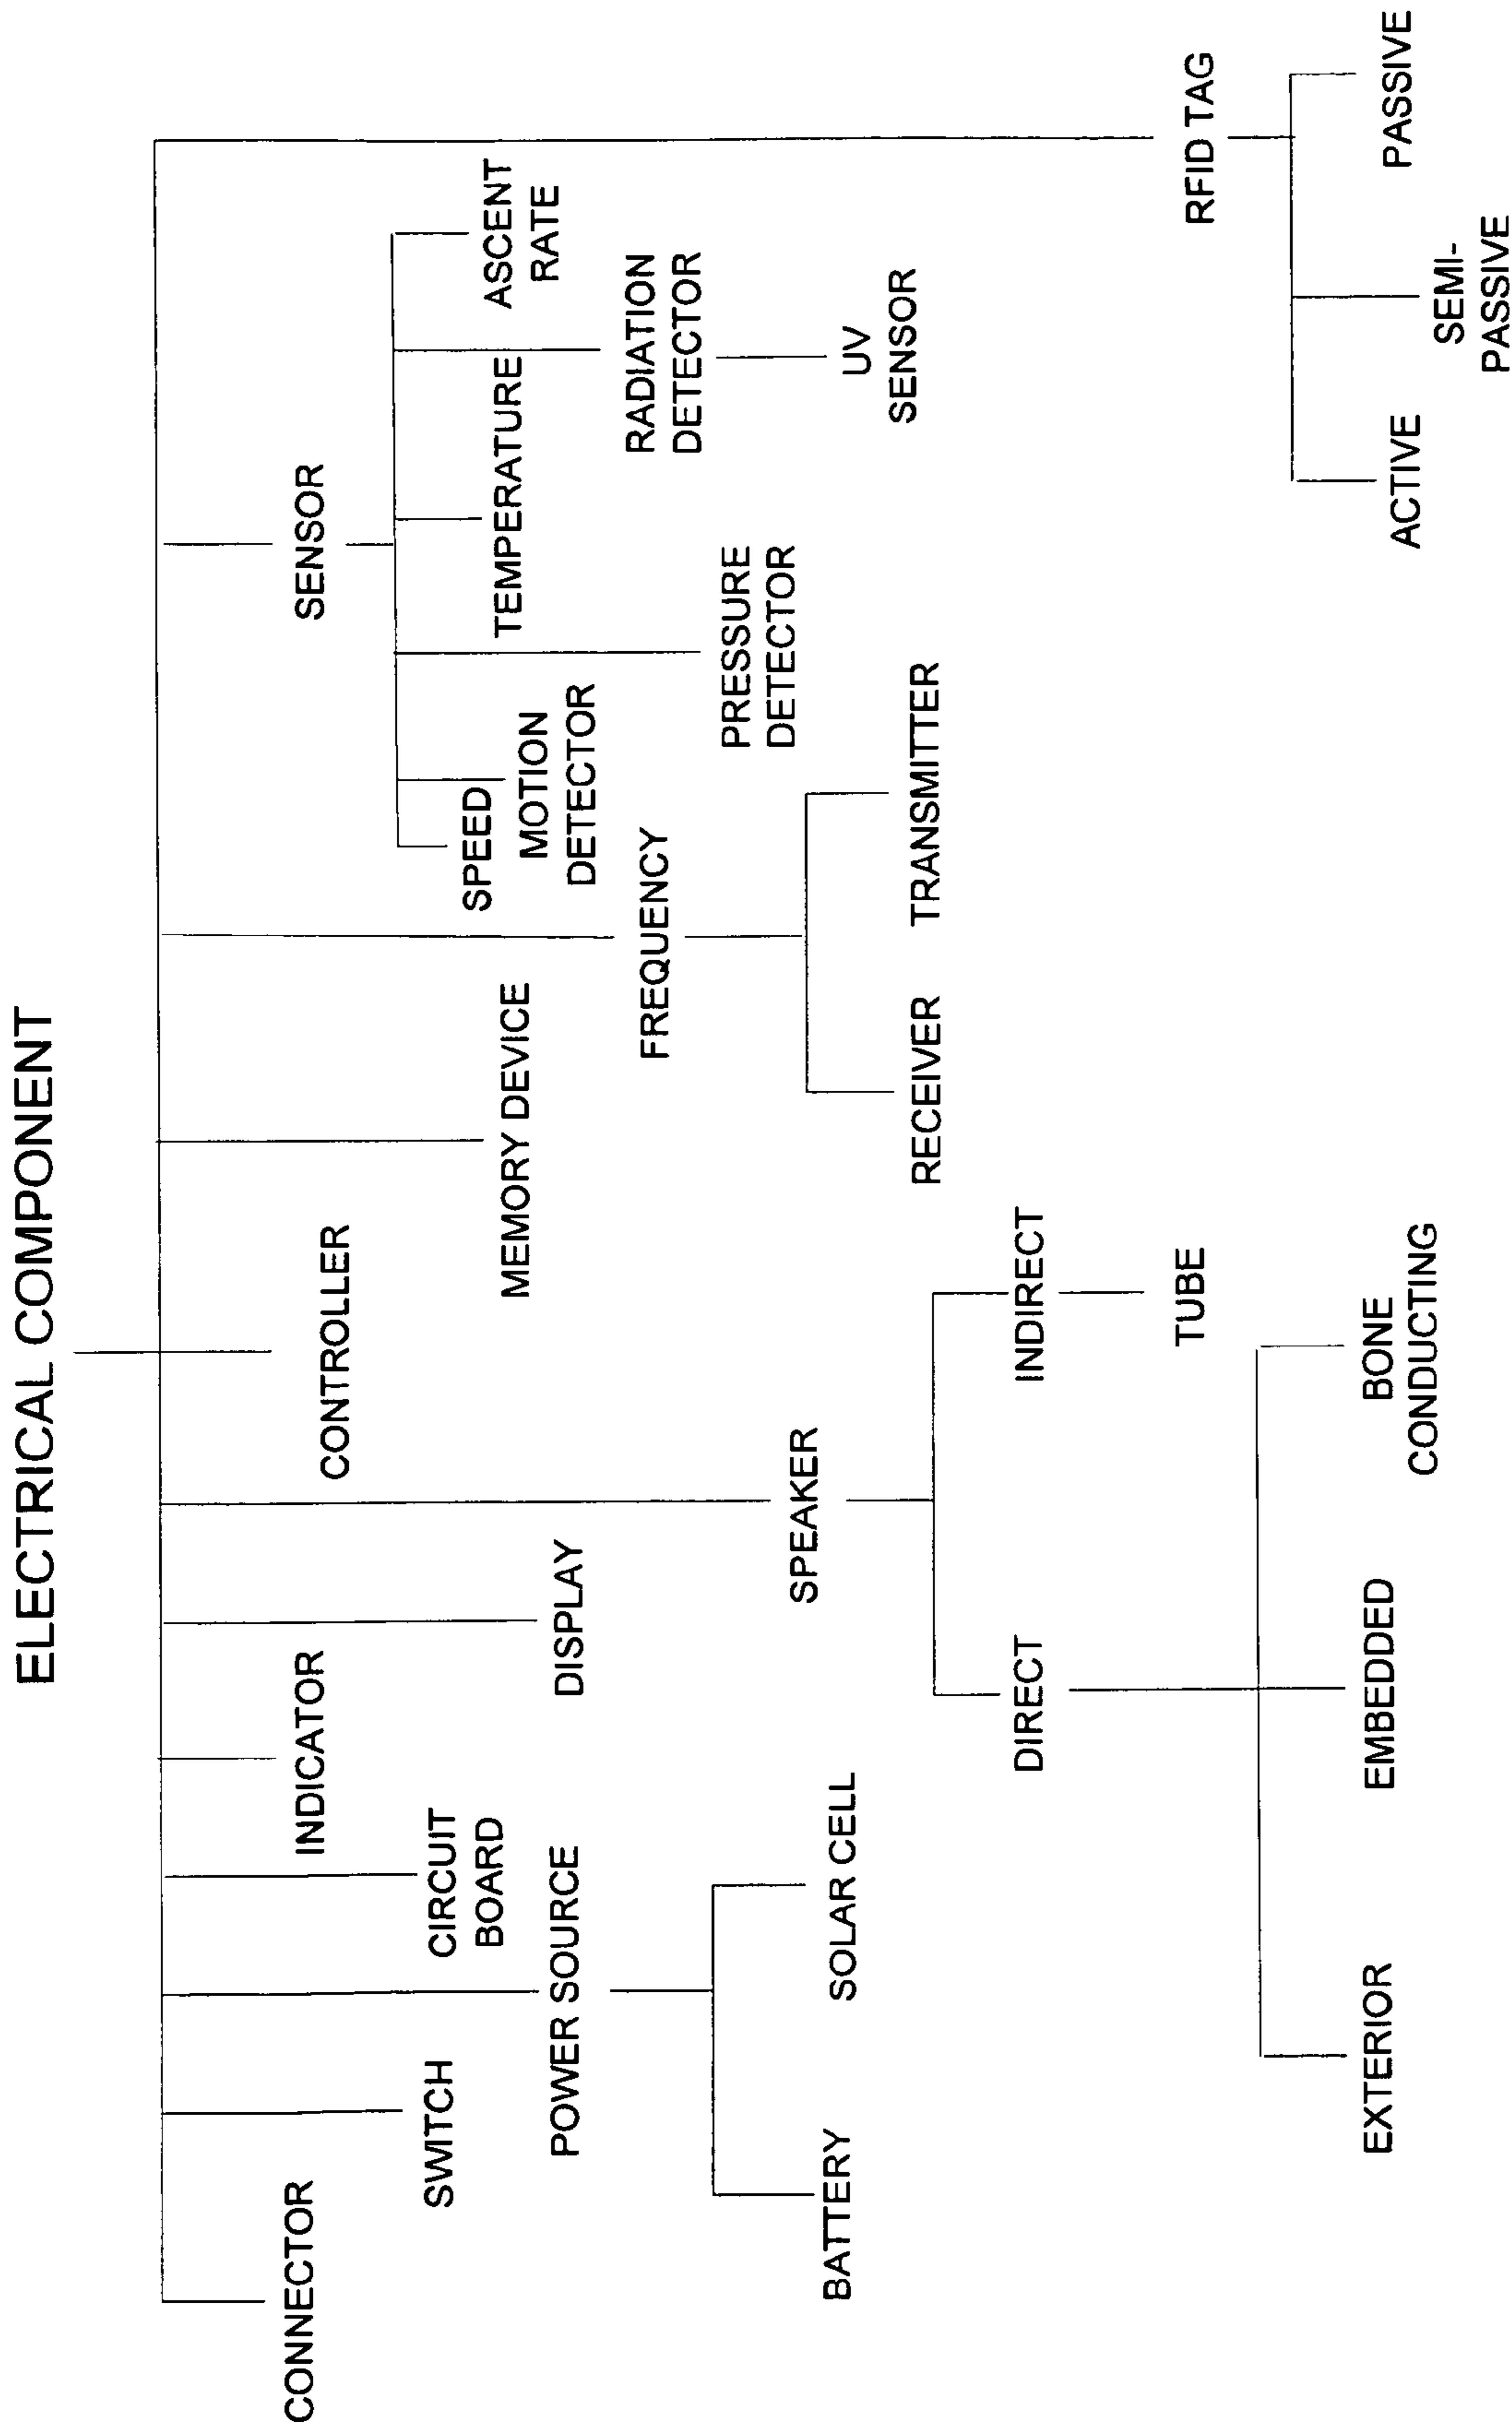 ELECTRICAL COMPONENT
CONNECTOR
SWITCH
POWER SOURCE
BATTERY
SOLAR CELL
CIRCUIT
BOARD
INDICATOR
DISPLAY
SPEAKER
DIRECT
EXTERIOR
EMBEDDED
BONE
CONDUCTING
INDIRECT
TUBE
CONTROLLER
MEMORY DEVICE
FREQUENCY
RECEIVER
TRANSMITTER
SENSOR
SPEED
MOTION
DETECTOR
PRESSURE
DETECTOR
TEMPERATURE
RADIATION
DETECTOR
UV
SENSOR
ASCENT
RATE
RFID TAG
ACTIVE
SEMI-
PASSIVE
PASSIVE